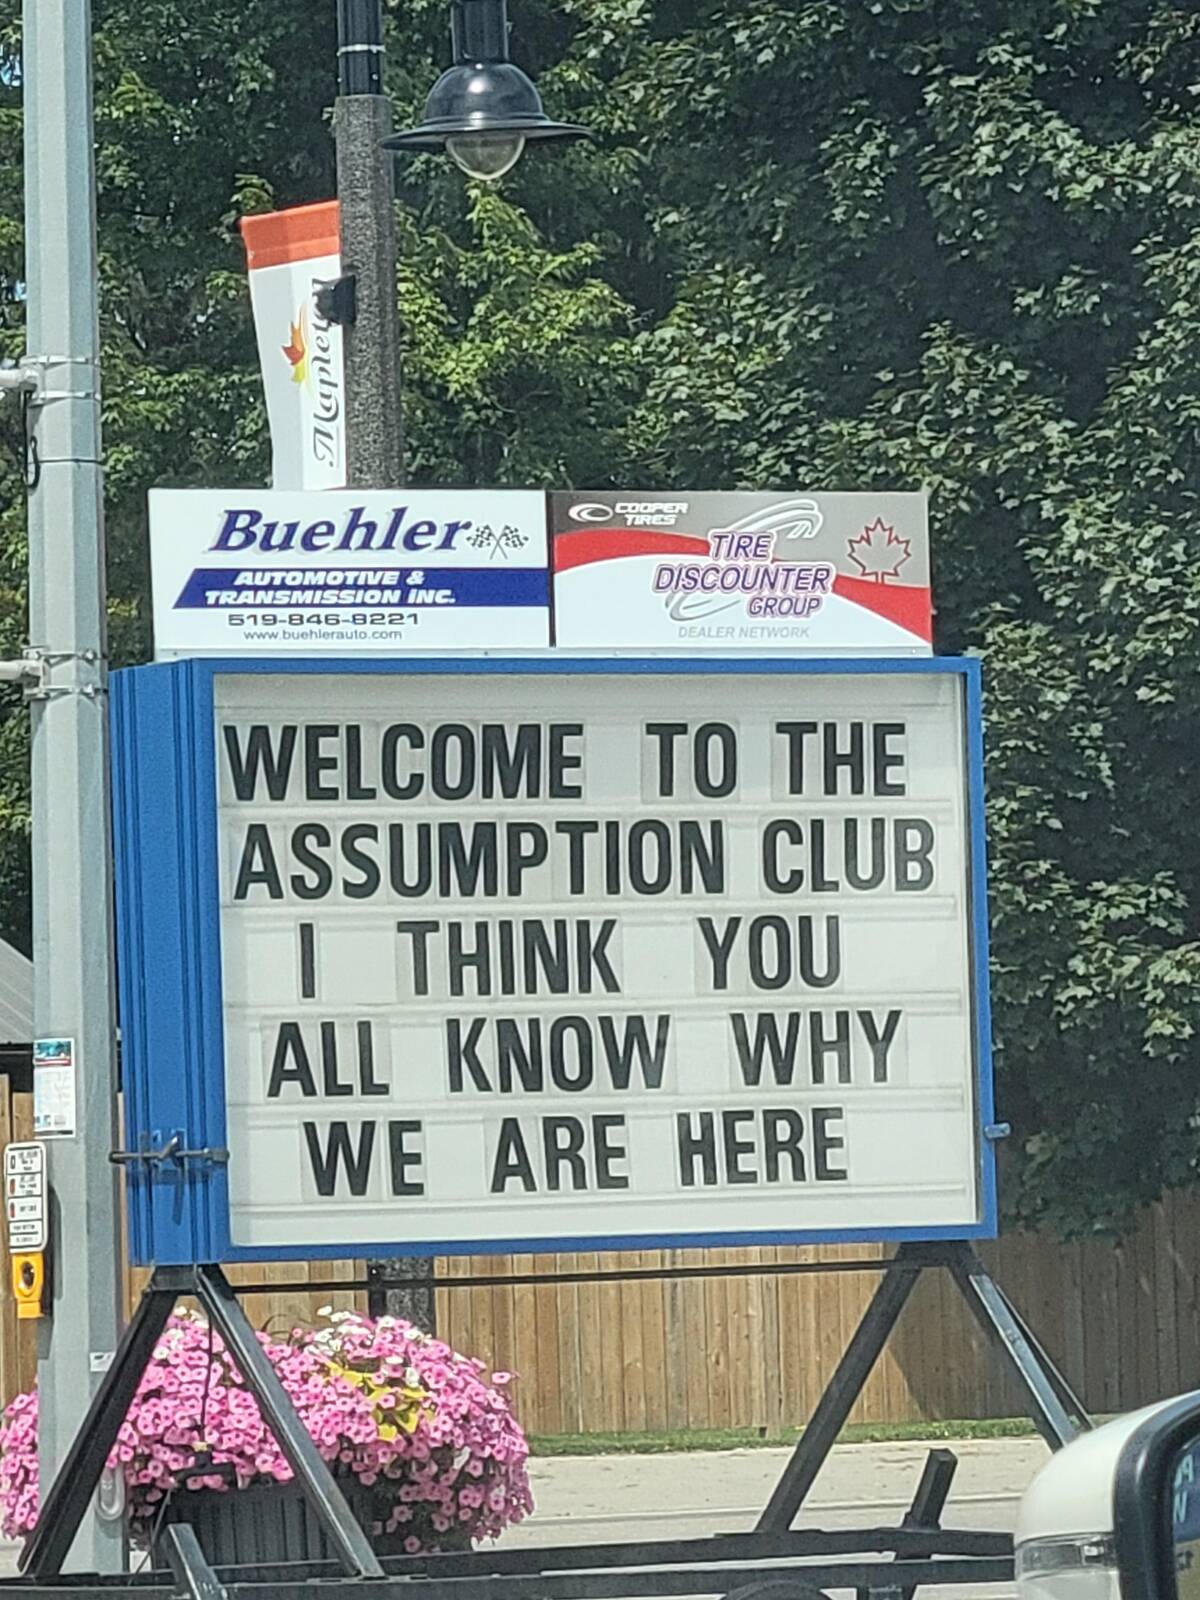 Maple
Buehler
AUTOMOTIVE &
TRANSMISSION INC.
519-846-8221
www.buehlerauto.com
COOPER
TIRES
TIRE
DISCOUNTER
GROUP
DEALER NETWORK
WELCOME TO THE
ASSUMPTION CLUB
I THINK YOU
ALL KNOW WHY
WE ARE HERE